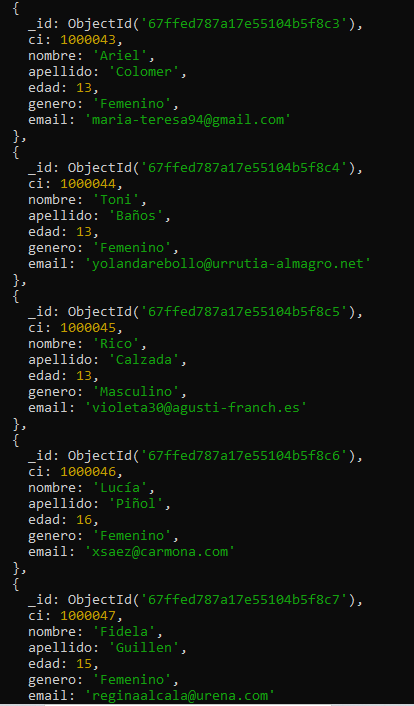 {
_id: ObjectId('67ffed787a17e55104b5f8c3'),
ci: 1000043,
nombre: 'Ariel',
apellido: 'Colomer',
edad: 13,
genero: 'Femenino',
email: 'maria-teresa94@gmail.com'
},
{
_id: ObjectId('67ffed787a17e55104b5f8c4'),
ci: 1000044,
nombre: 'Toni',
apellido: 'Baños',
edad: 13,
genero: 'Femenino',
email: 'yolandarebollo@urrutia-almagro.net'
},
{
_id: ObjectId('67ffed787a17e55104b5f8c5'),
ci: 1000045,
nombre: 'Rico',
apellido: 'Calzada',
edad: 13,
genero: 'Masculino',
email: 'violeta30@agusti-franch.es'
},
{
_id: ObjectId('67ffed787a17e55104b5f8c6'),
ci: 1000046,
nombre: 'Lucía',
apellido: 'Piñol',
edad: 16,
genero: 'Femenino',
email: 'xsaez@carmona.com'
},
{
_id: ObjectId('67ffed787a17e55104b5f8c7'),
ci: 1000047,
nombre: 'Fidela',
apellido: 'Guillen',
edad: 15,
genero: 'Femenino',
email: 'reginaalcala@urena.com'